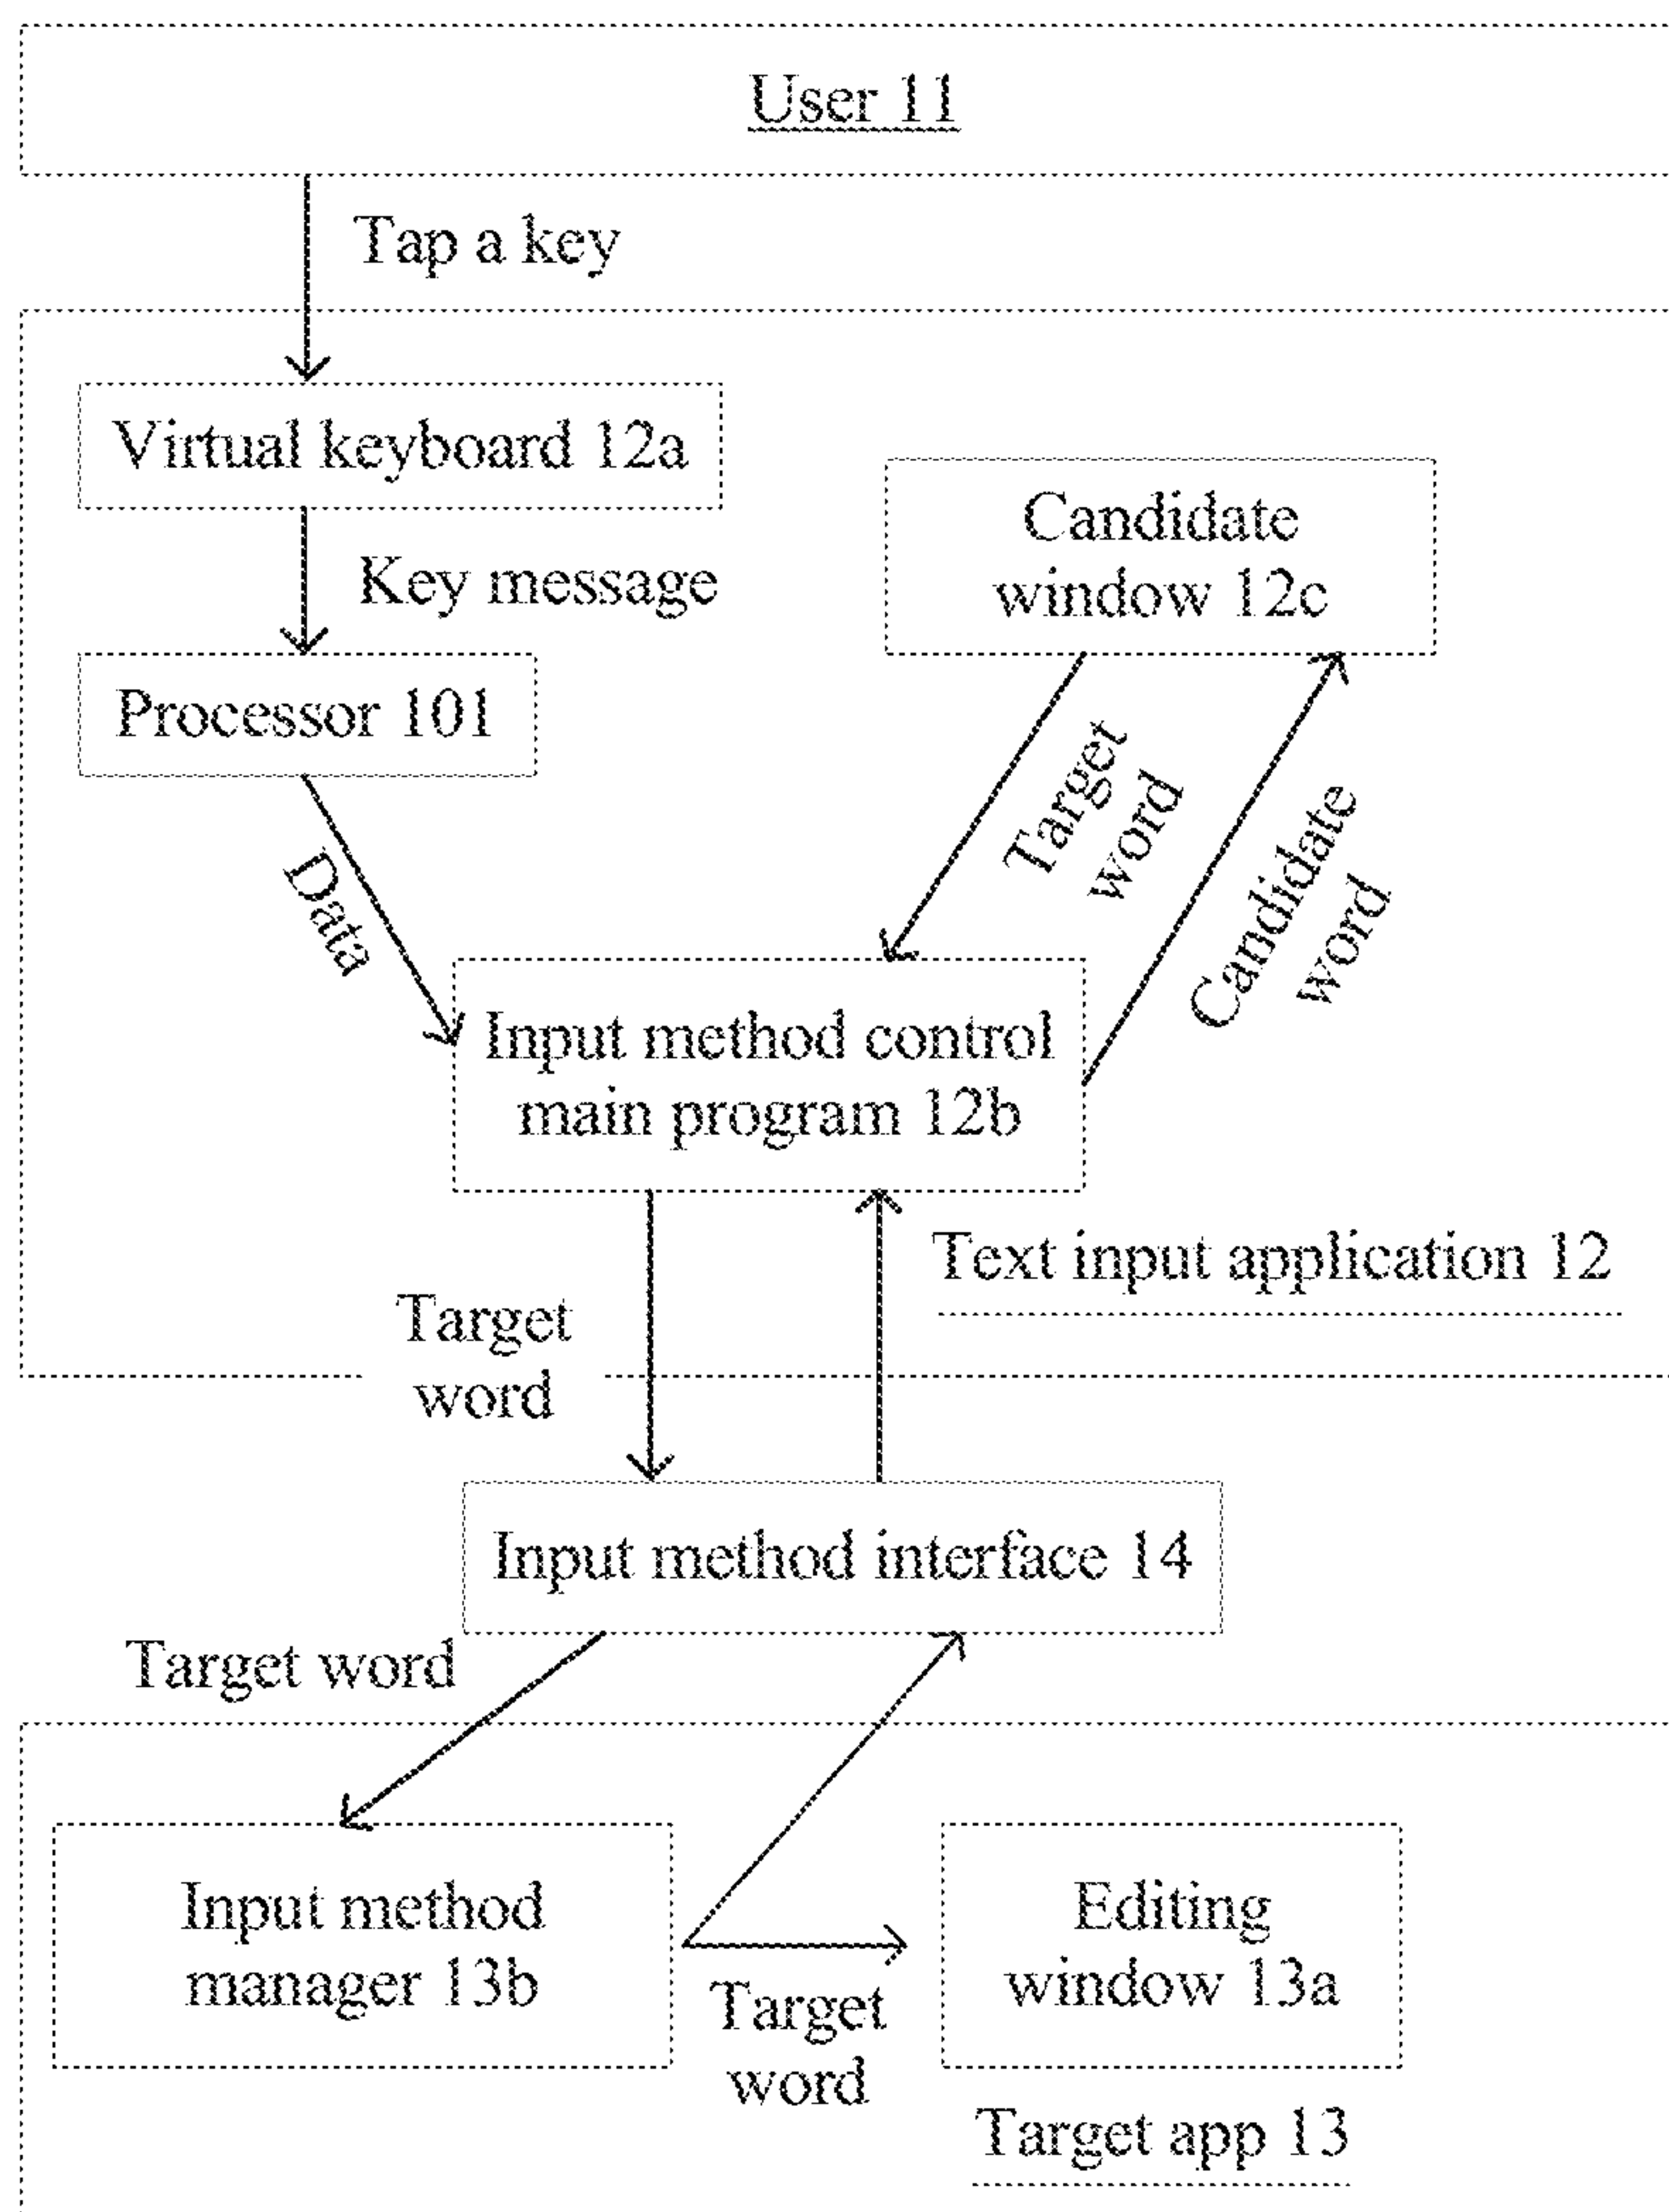 User 11
Tap a key
Virtual keyboard 12a
Key message
Candidate
window 12c
Processor 101
Data
Target
word
Candidate
word
Input method control
main program 12b
Text input application 12
Target
word
Input method interface 14
Target word
Input method
manager 13b
Target
word
Editing
window 13a
Target app 13